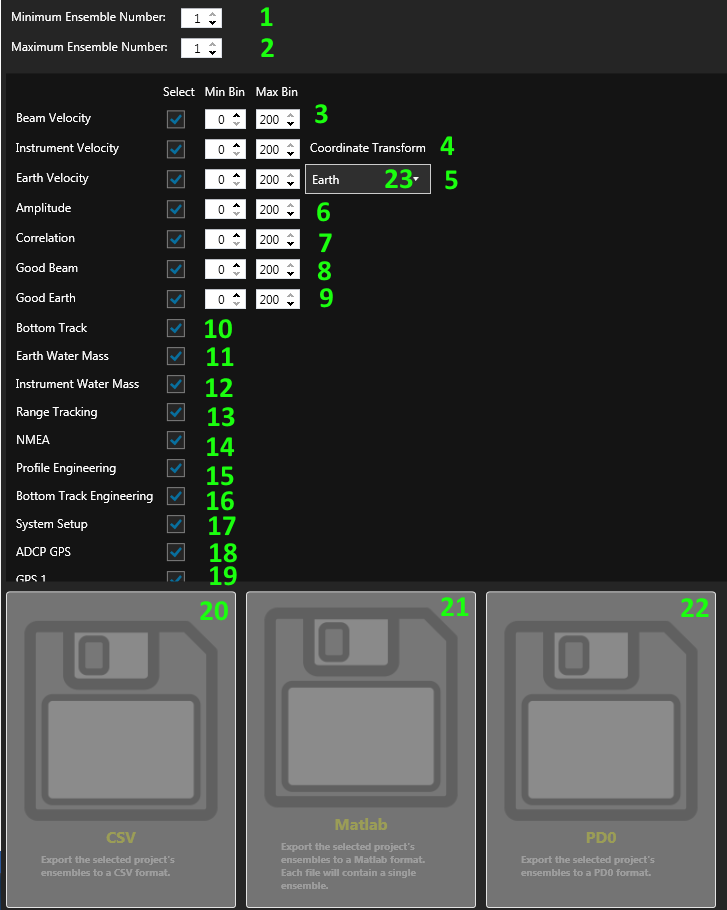 Minimum Ensemble Number: 1 1
Maximum Ensemble Number: 1 2
Select Min Bin Max Bin
Beam Velocity 0 200 3
Instrument Velocity 0 200 Coordinate Transform 4
Earth Velocity 0 200 Earth 23 5
Amplitude 0 200 6
Correlation 0 200 7
Good Beam 0 200 8
Good Earth 0 200 9
Bottom Track 10
Earth Water Mass 11
Instrument Water Mass 12
Range Tracking 13
NMEA 14
Profile Engineering 15
Bottom Track Engineering 16
System Setup 17
ADCP GPS 18
GPS 1 19
20
CSV
Export the selected project's
ensembles to a CSV format.
21
Matlab
Export the selected project's
ensembles to a Matlab format.
Each file will contain a single
ensemble.
22
PD0
Export the selected project's
ensembles to a PD0 format.